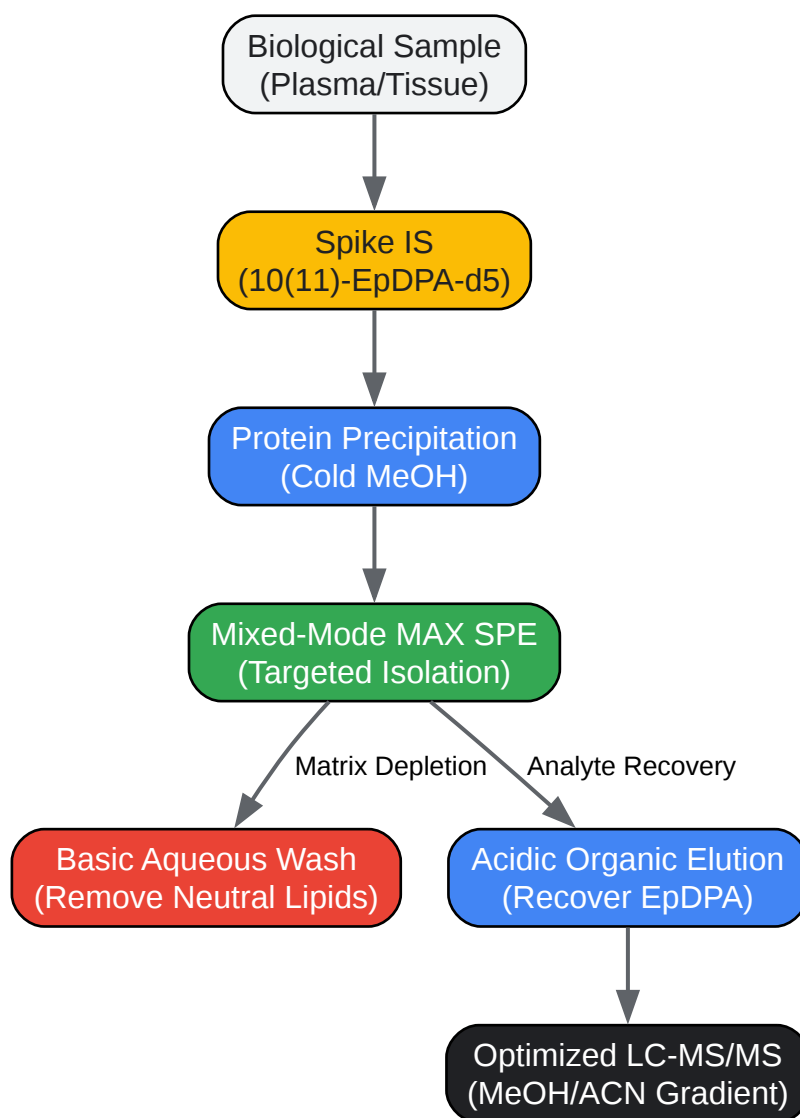 Biological Sample
(Plasma/Tissue)
Spike IS
(10(11)-EpDPA-d5)
Protein Precipitation
(Cold MeOH)
Mixed-Mode MAX SPE
(Targeted Isolation)
Matrix Depletion
Analyte Recovery
Basic Aqueous Wash
(Remove Neutral Lipids)
Acidic Organic Elution
(Recover EpDPA)
Optimized LC-MS/MS
(MeOH/ACN Gradient)